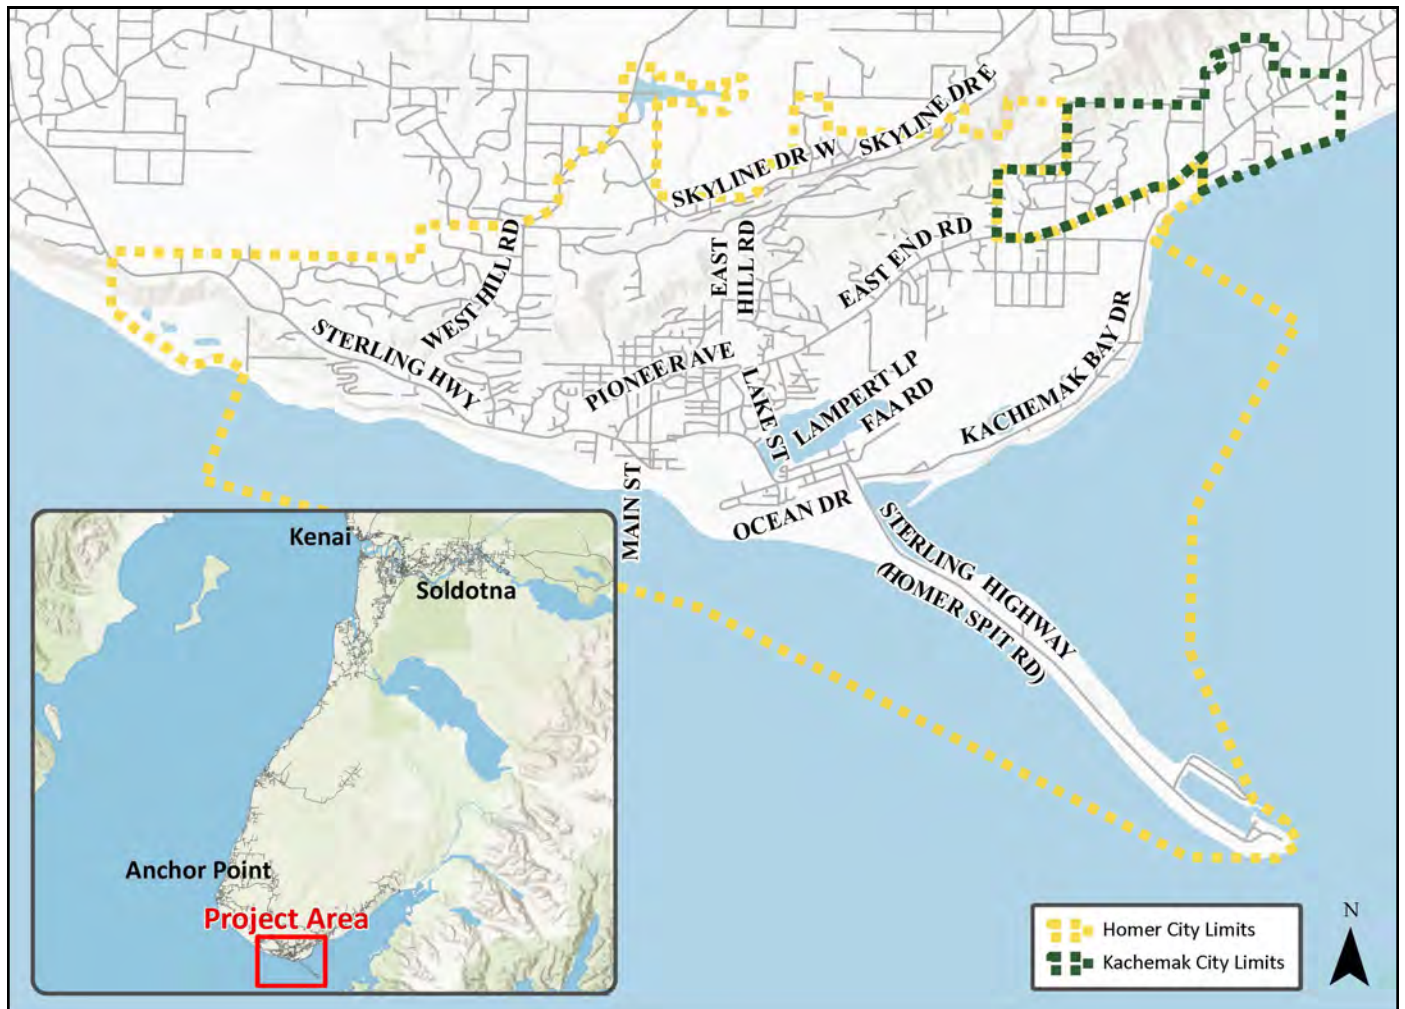 SKYLINE DR E
SKYLINE DR W
WEST HILL RD
EAST
HILL RD
EAST END RD
STERLING HWY
PIONEER AVE
LAKE ST
LAMPERT LP
FAA RD
KACHEMAK BAY DR
MAIN ST
OCEAN DR
STERLING HIGHWAY
(HOMER SPIT RD)
Kenai
Soldotna
Anchor Point
Project Area
N
Homer City Limits
Kachemak City Limits